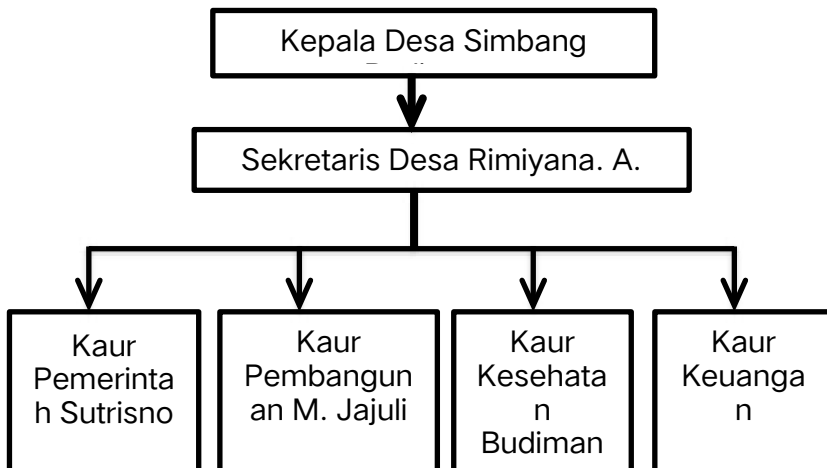 Kepala Desa Simbang
Sekretaris Desa Rimiyana. A.
Kaur
Pemerinta
h Sutrisno
Kaur
Pembangun
an M. Jajuli
Kaur
Kesehata
n
Budiman
Kaur
Keuanga
n